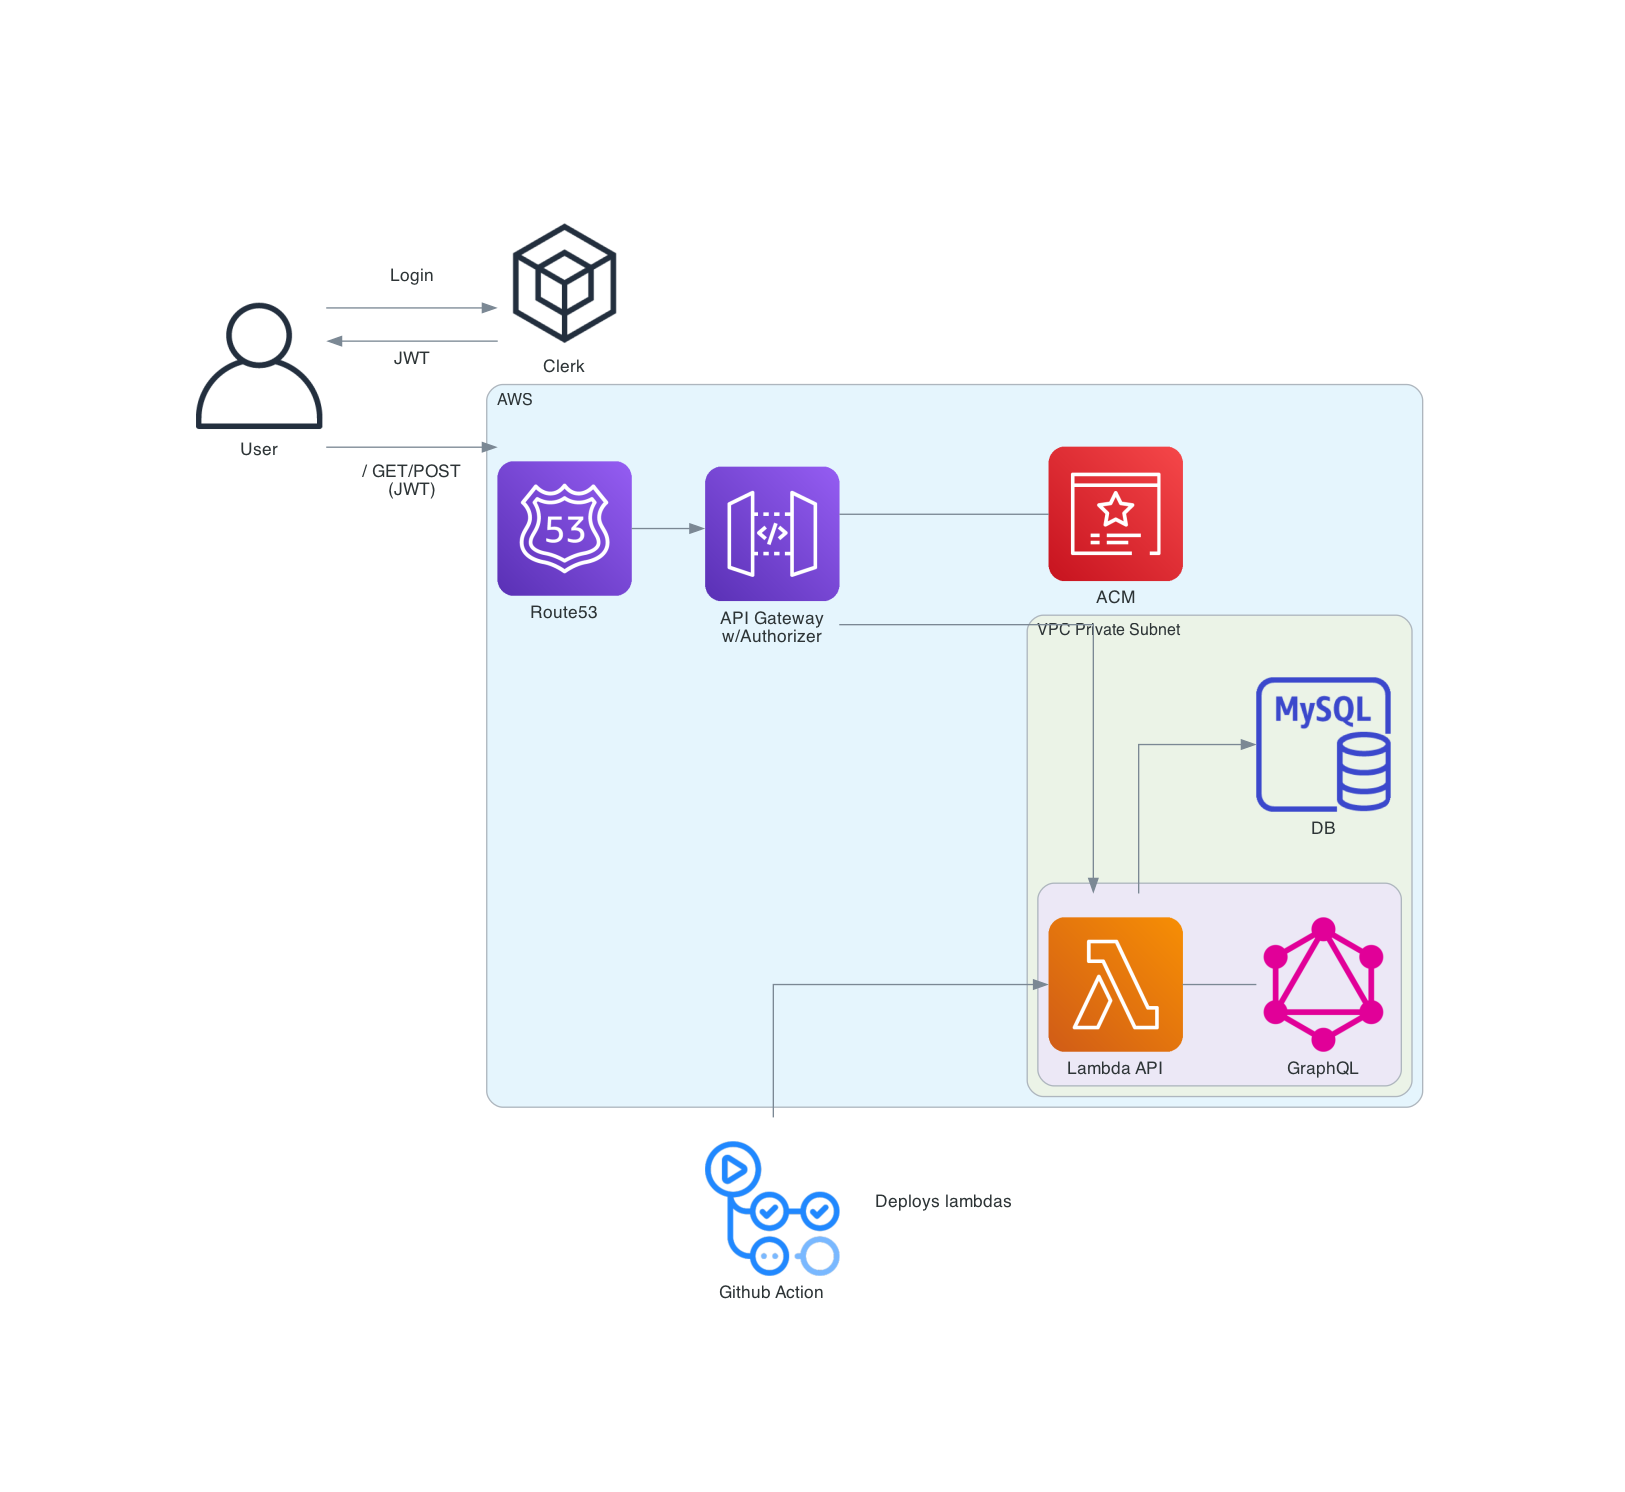 Login
JWT
Clerk
User
/ GET/POST
(JWT)
AWS
53
Route53
API Gateway
w/Authorizer
ACM
VPC Private Subnet
MySQL
DB
Lambda API
GraphQL
Deploys lambdas
Github Action